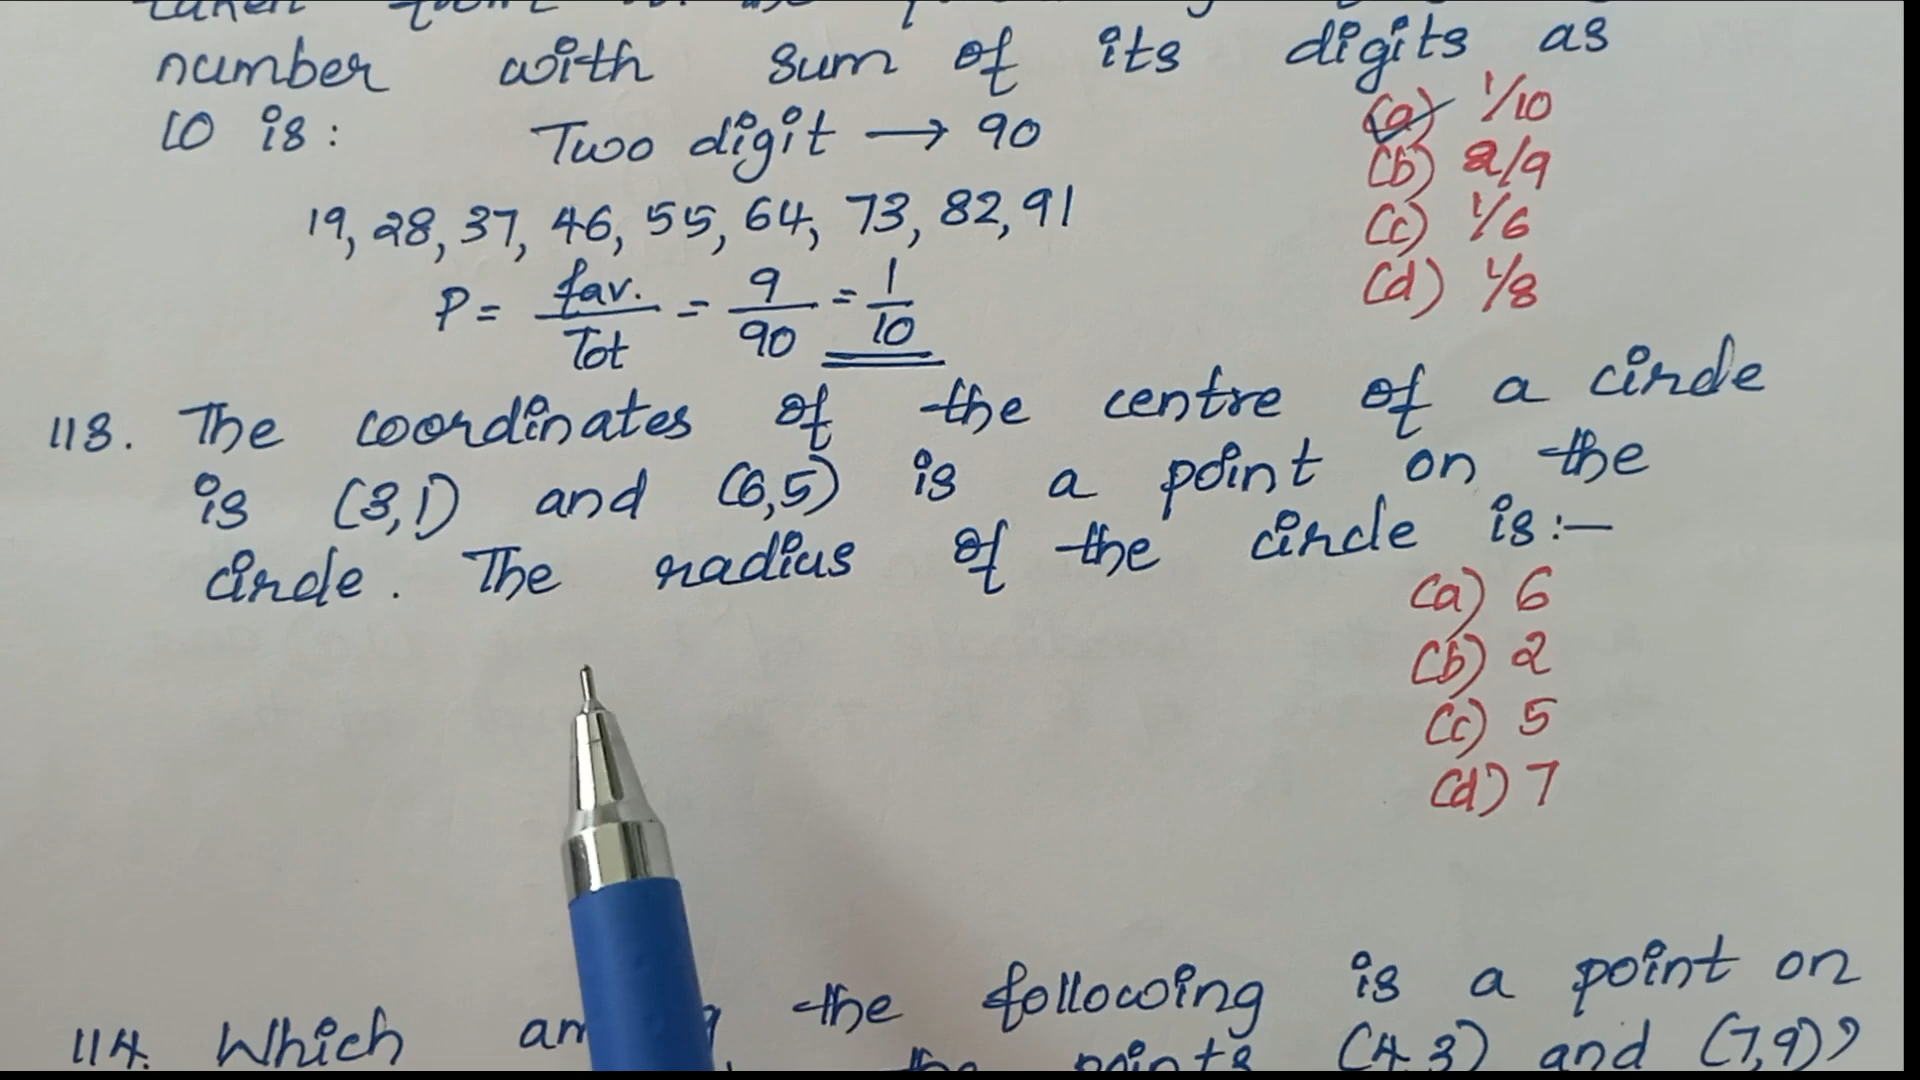 number with sum of its digits as
10 is: Two digit → 90
(a) 1/10
(b) 2/9
19, 28, 37, 46, 55, 64, 73, 82, 91
(c) 1/6
P = fav./Tot = 9/90 = 1/10
(d) 1/8
113. The coordinates of the centre of a circle
is (3,1) and (6,5) is a point on the
circle. The radius of the circle is:-
(a) 6
(b) 2
(c) 5
(d) 7
114. Which the following is a point on
the points (4,3) and (7,9)?